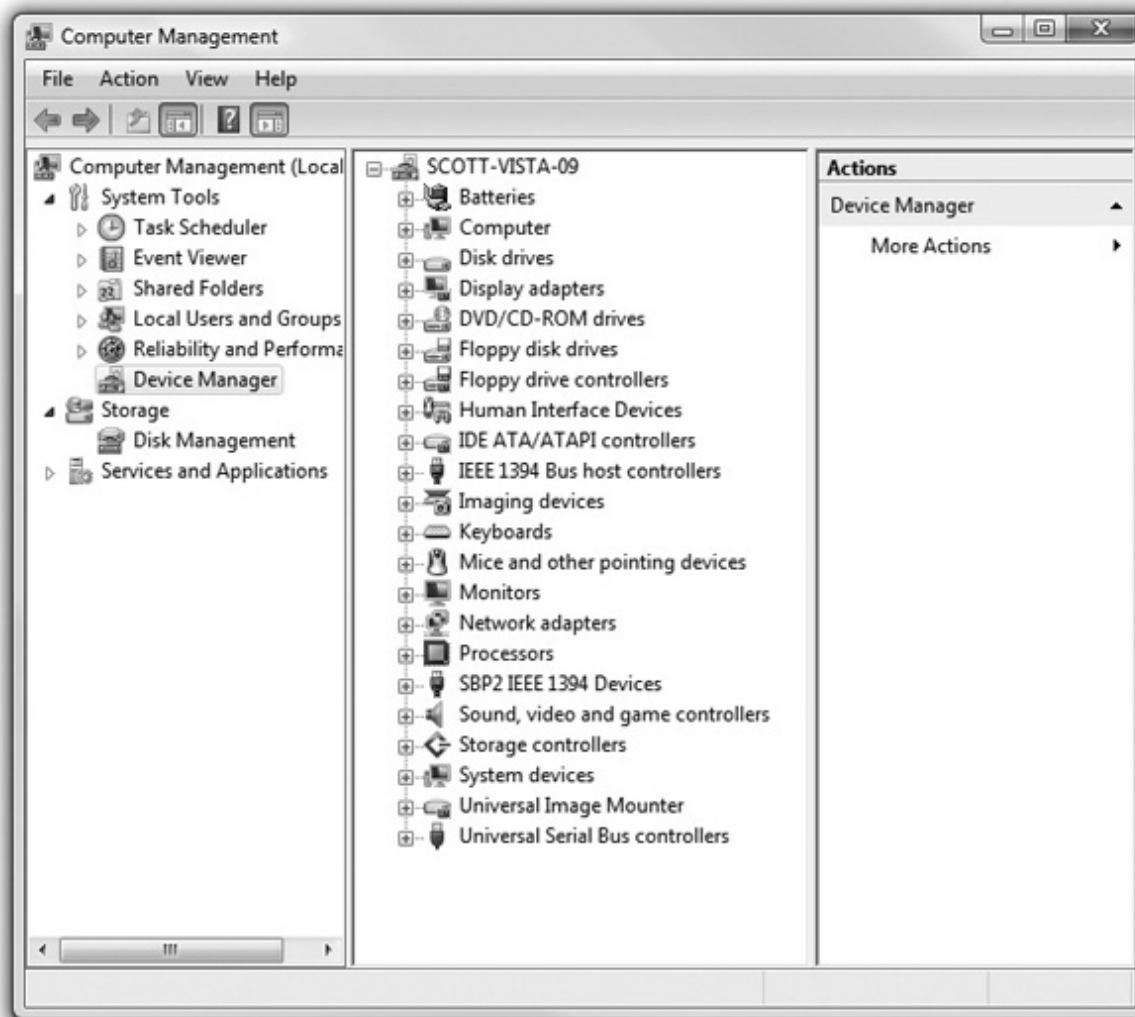 Computer Management
File Action View Help
Computer Management (Local
System Tools
Task Scheduler
Event Viewer
Shared Folders
Local Users and Groups
Reliability and Performa
Device Manager
Storage
Disk Management
Services and Applications
SCOTT-VISTA-09
Batteries
Computer
Disk drives
Display adapters
DVD/CD-ROM drives
Floppy disk drives
Floppy drive controllers
Human Interface Devices
IDE ATA/ATAPI controllers
IEEE 1394 Bus host controllers
Imaging devices
Keyboards
Mice and other pointing devices
Monitors
Network adapters
Processors
SBP2 IEEE 1394 Devices
Sound, video and game controllers
Storage controllers
System devices
Universal Image Mounter
Universal Serial Bus controllers
Actions
Device Manager
More Actions